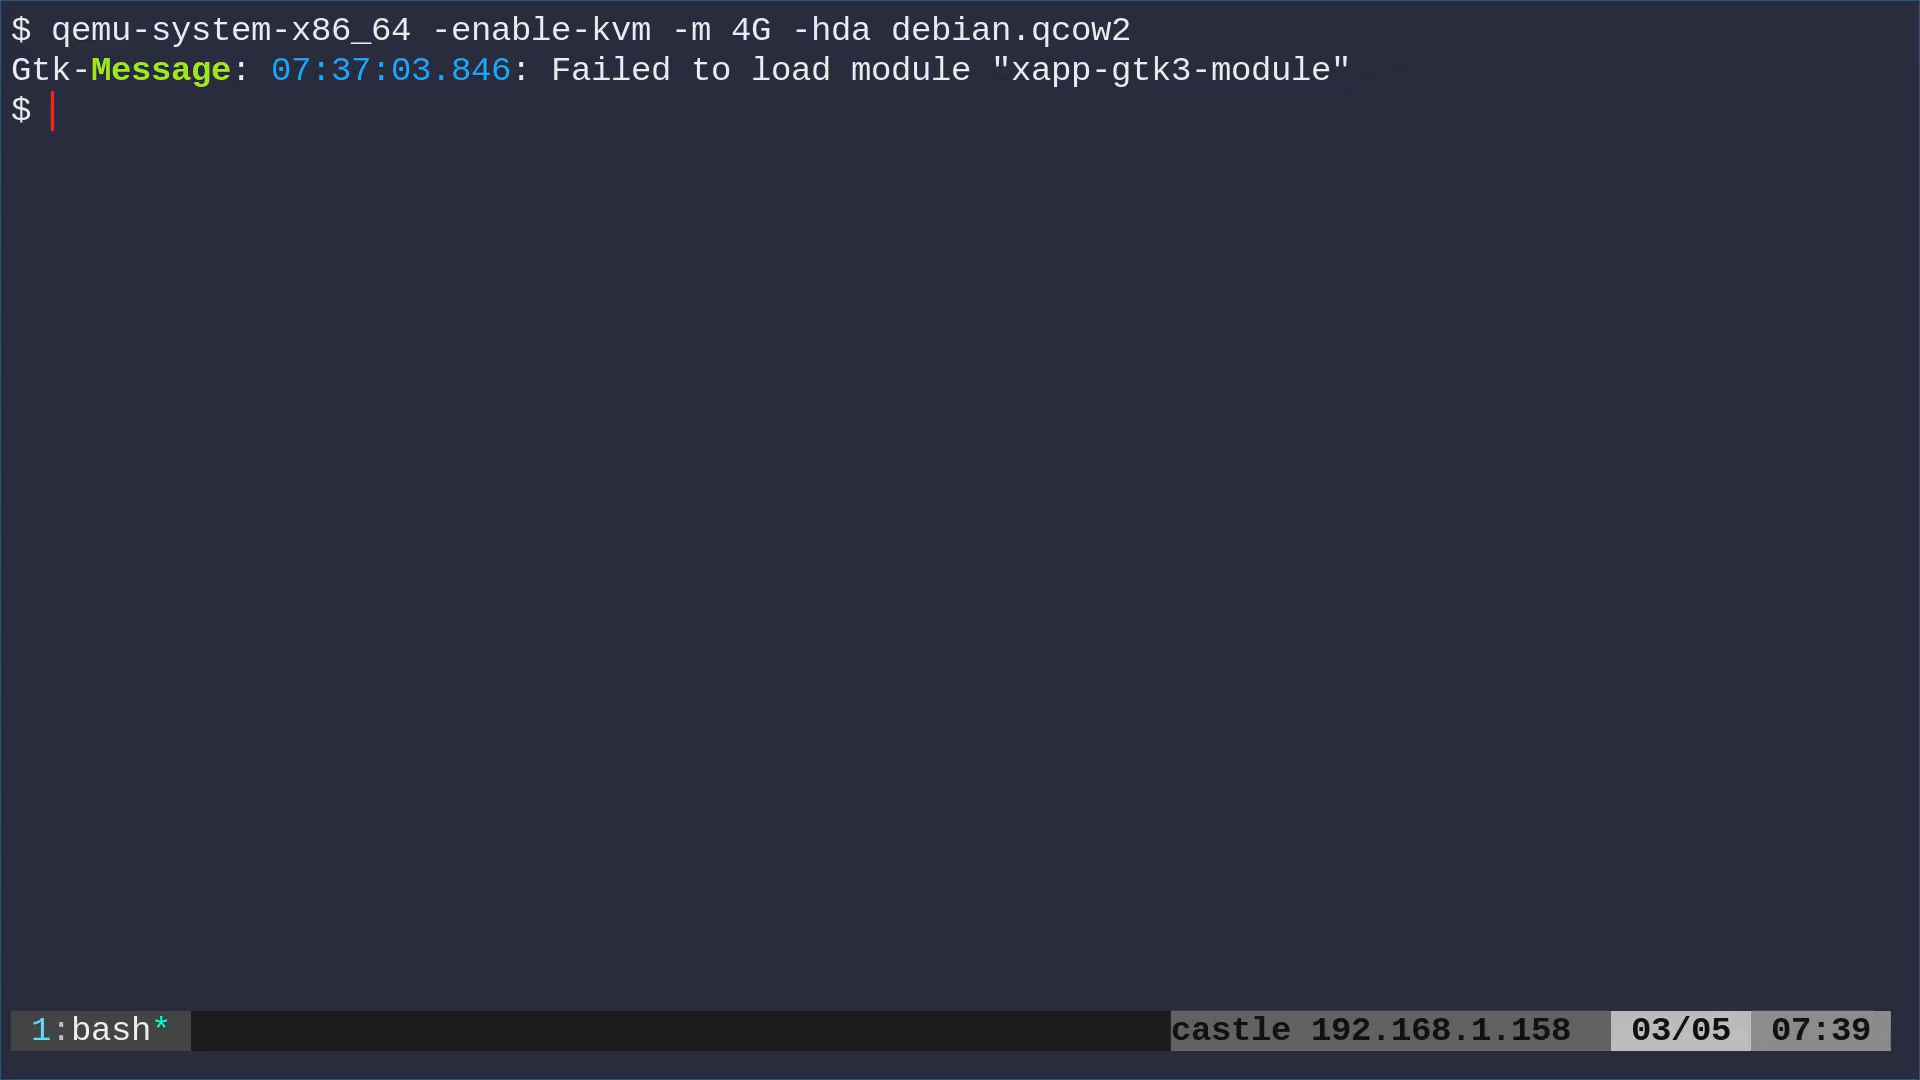 $ qemu-system-x86_64 -enable-kvm -m 4G -hda debian.qcow2
Gtk-Message: 07:37:03.846: Failed to load module "xapp-gtk3-module"
$
1:bash* castle 192.168.1.158 03/05 07:39